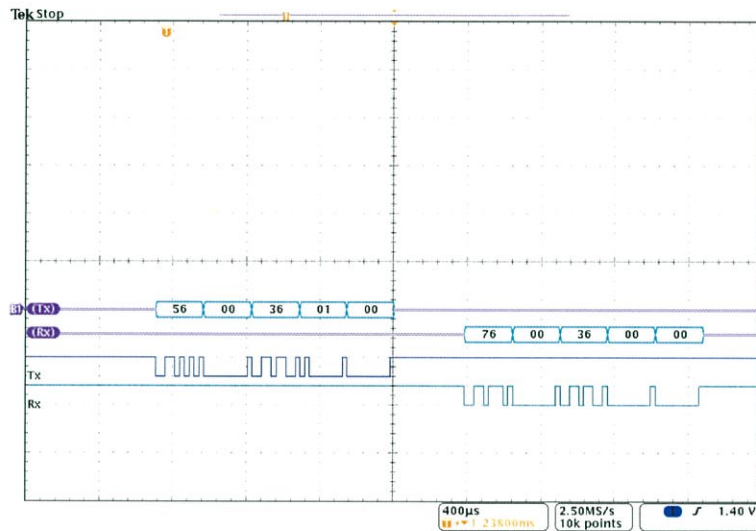 Tek Stop
B1 (Tx) 56 00 36 01 00
(Rx) 76 00 36 00 00
Tx
Rx
400µs 2.50MS/s 1 1.40 V
10k points